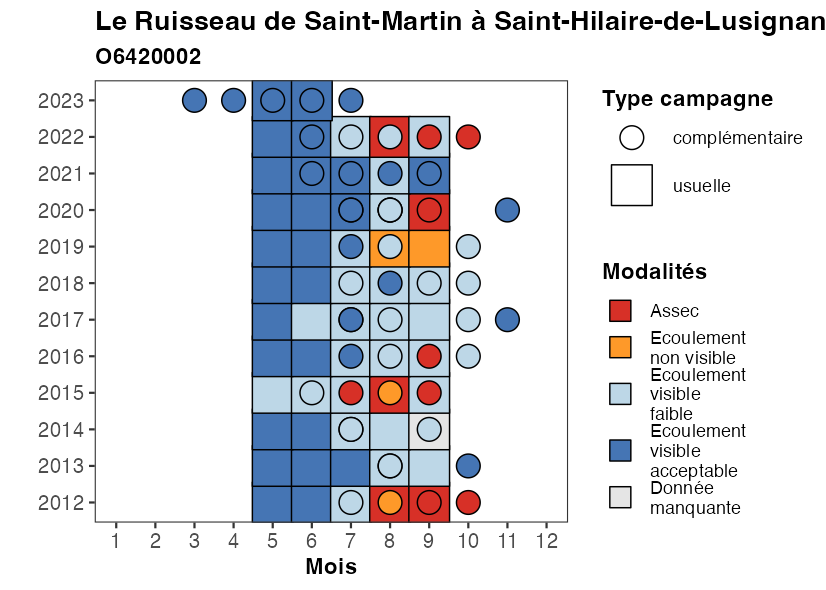 Le Ruisseau de Saint-Martin à Saint-Hilaire-de-Lusignan
O6420002
2023
2022
2021
2020
2019
2018
2017
2016
2015
2014
2013
2012
1 2 3 4 5 6 7 8 9 10 11 12
Mois
Type campagne
complémentaire
usuelle
Modalités
Assec
Ecoulement
non visible
Ecoulement
visible
faible
Ecoulement
visible
acceptable
Donnée
manquante